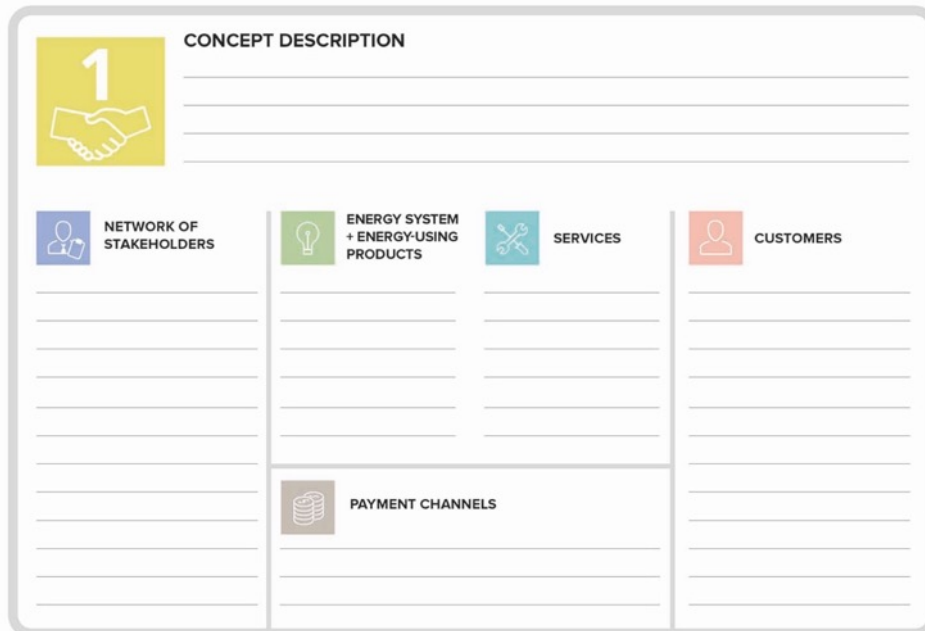 1
CONCEPT DESCRIPTION
NETWORK OF
STAKEHOLDERS
ENERGY SYSTEM
+ ENERGY-USING
PRODUCTS
SERVICES
CUSTOMERS
PAYMENT CHANNELS